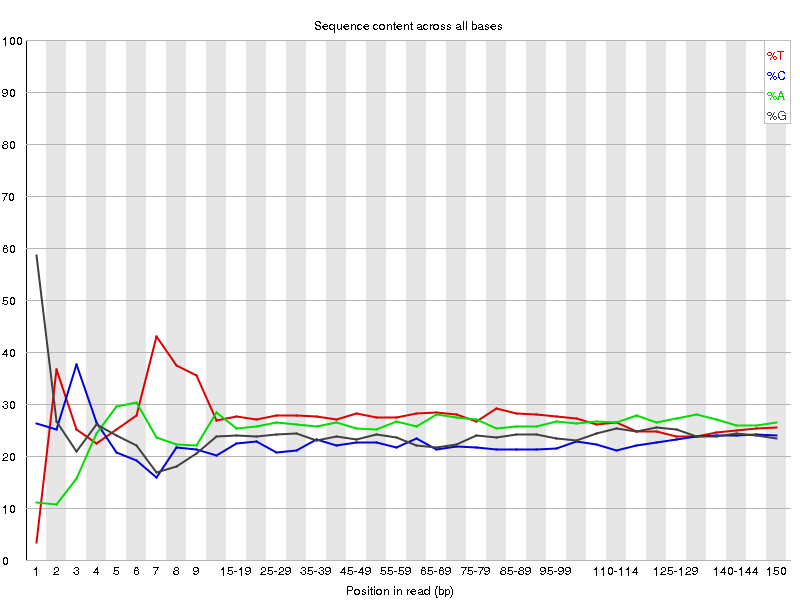 Sequence content across all bases
100
90
80
70
60
50
40
30
20
10
0
%T
%C
%A
%G
1 2 3 4 5 6 7 8 9 15-19 25-29 35-39 45-49 55-59 65-69 75-79 85-89 95-99 110-114 125-129 140-144 150
Position in read (bp)